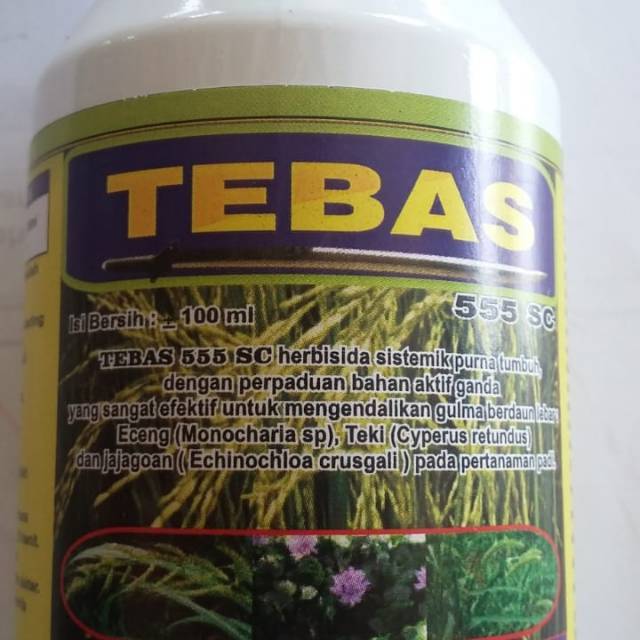 TEBAS
Isi Bersih : ± 100 ml
555 SC
TEBAS 555 SC herbisida sistemik purna tumbuh,
dengan perpaduan bahan aktif ganda
yang sangat efektif untuk mengendalikan gulma berdaun lebar
Eceng (Monocharia sp), Teki (Cyperus retundus)
dan jajagoan ( Echinochloa crusgali ) pada pertanaman padi.